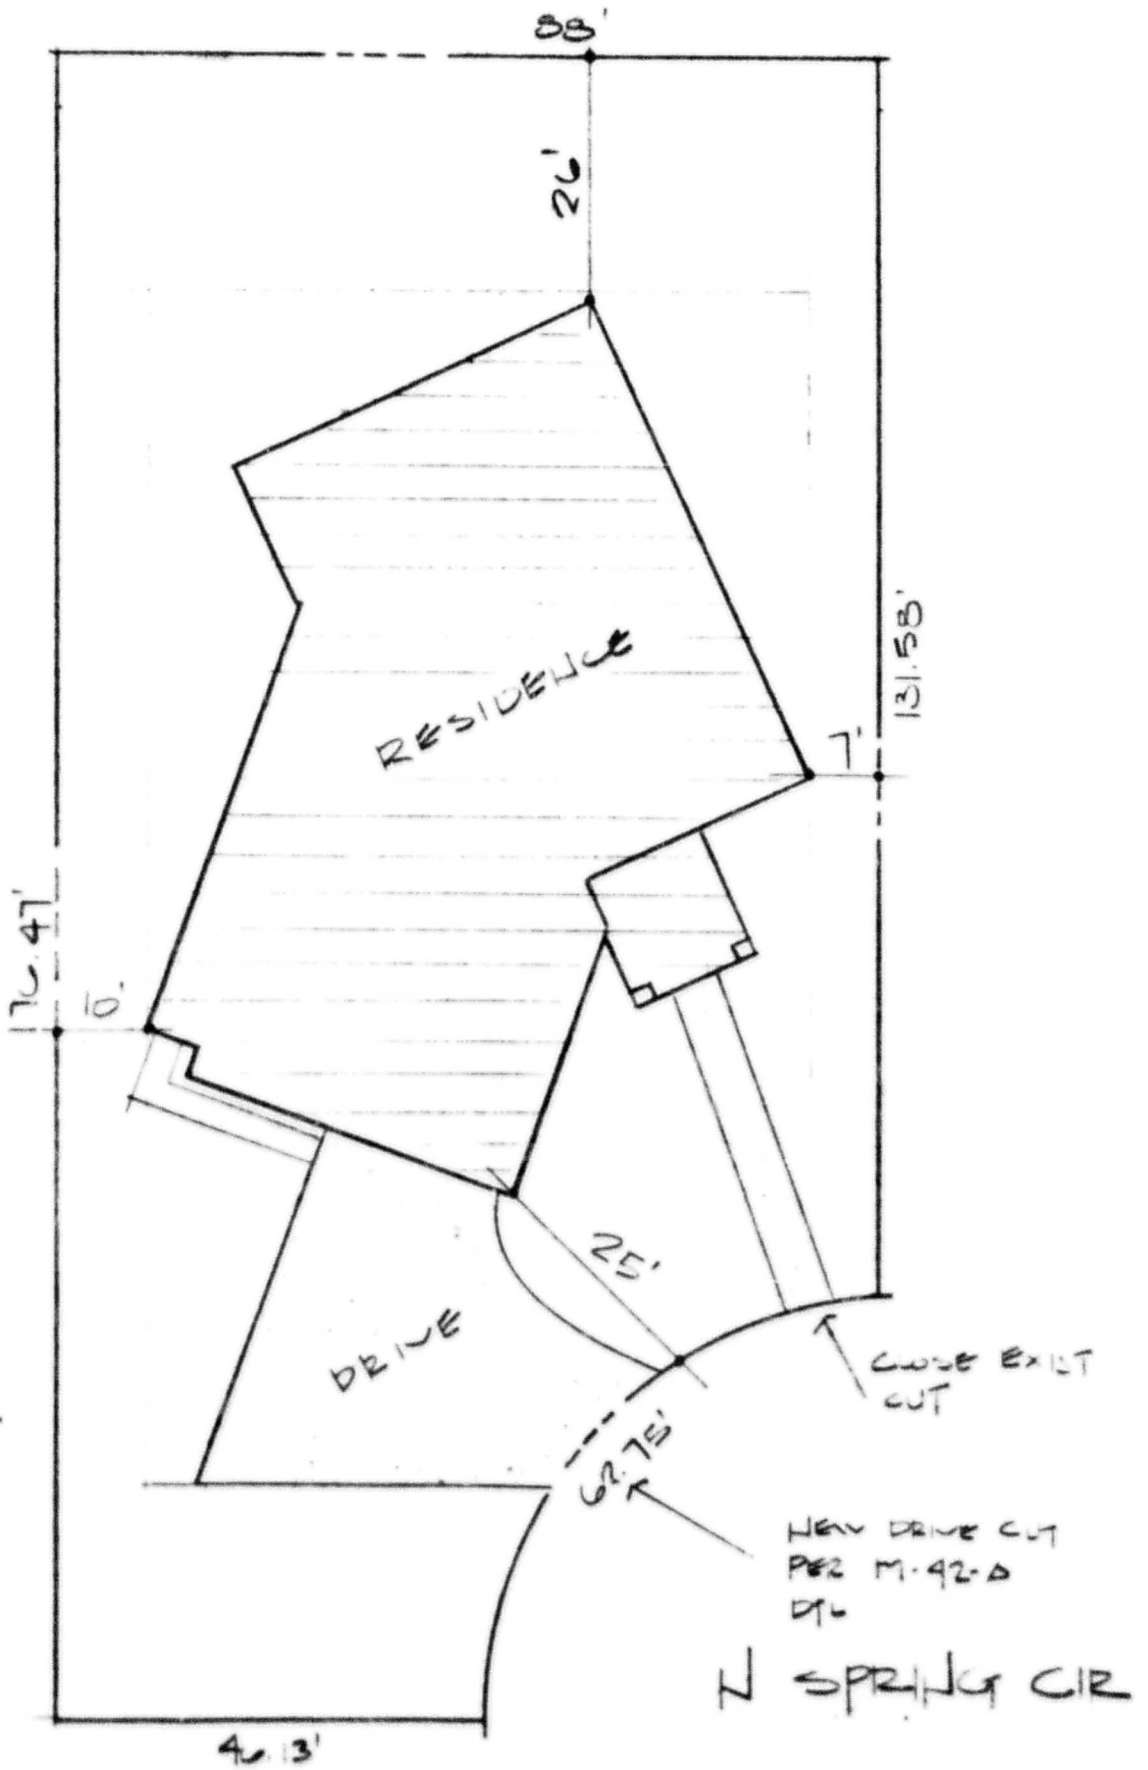 88'
26'
RESIDENCE
131.58'
7'
176.47'
10'
25'
DRIVE
CLOSE EXIST
CUT
62.75'
NEW DRIVE CUT
PER M-42-A
DTL
N SPRING CIR
46.13'